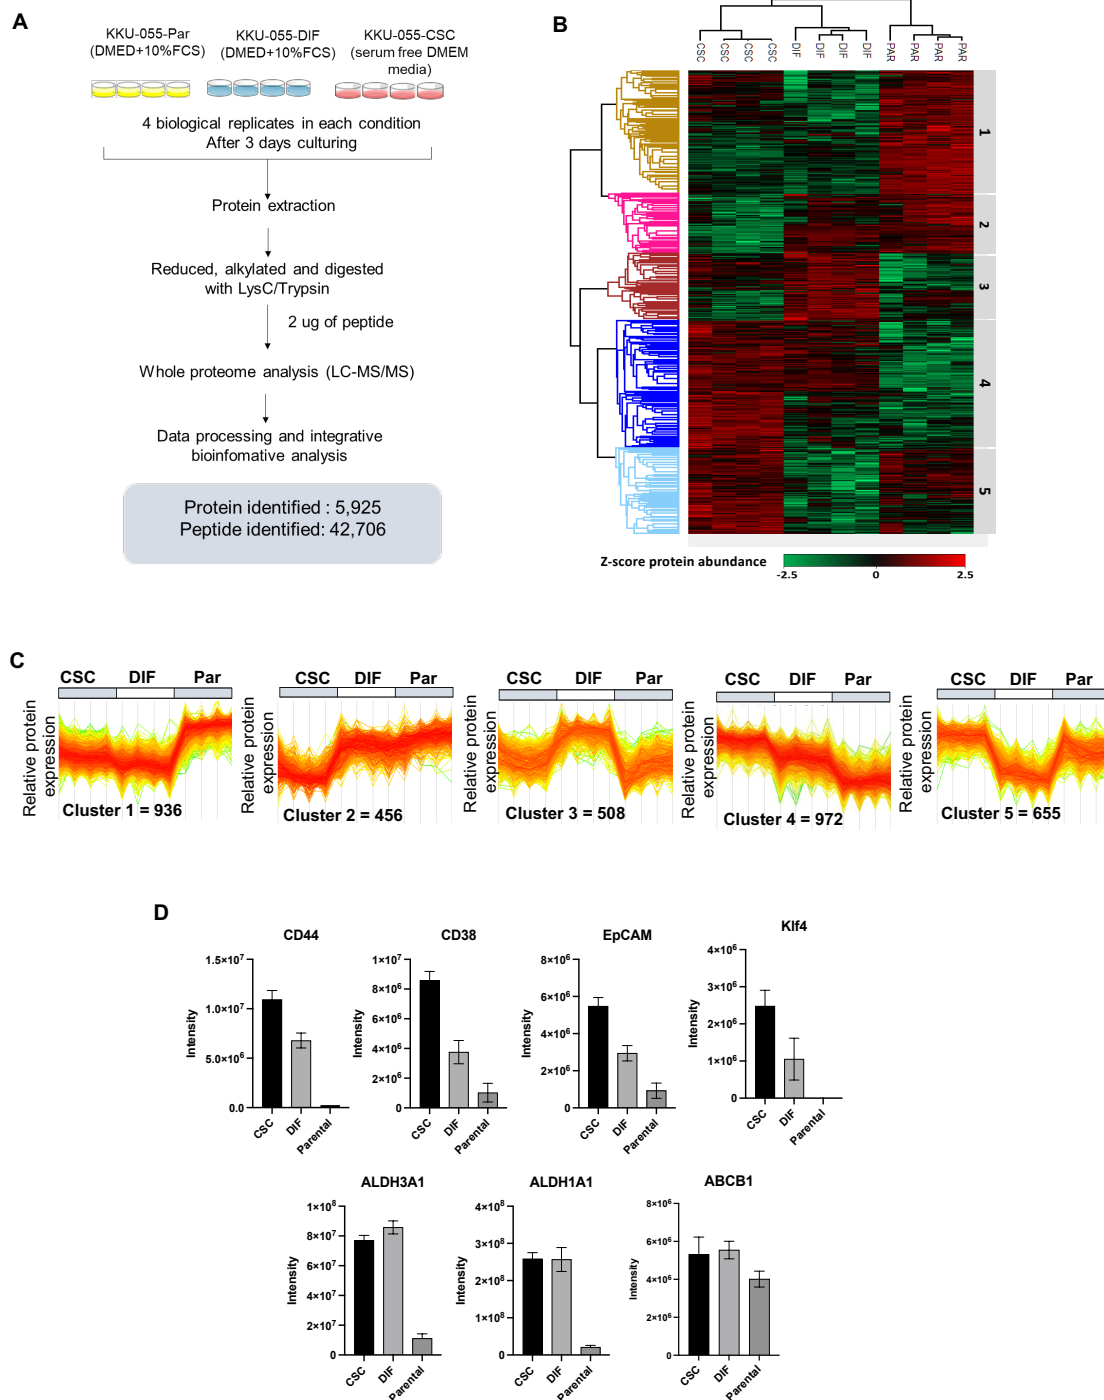 A
KKU-055-Par
(DMED+10%FCS)
KKU-055-DIF
(DMED+10%FCS)
KKU-055-CSC
(serum free DMEM
media)
4 biological replicates in each condition
After 3 days culturing
Protein extraction
Reduced, alkylated and digested
with LysC/Trypsin
2 ug of peptide
Whole proteome analysis (LC-MS/MS)
Data processing and integrative
bioinfomative analysis
Protein identified : 5,925
Peptide identified: 42,706
B
CSC CSC CSC CSC DIF DIF DIF DIF PAR PAR PAR PAR
1
2
3
4
5
Z-score protein abundance
-2.5 0 2.5
C
CSC DIF Par
Relative protein
expression
Cluster 1 = 936
CSC DIF Par
Relative protein
expression
Cluster 2 = 456
CSC DIF Par
Relative protein
expression
Cluster 3 = 508
CSC DIF Par
Relative protein
expression
Cluster 4 = 972
CSC DIF Par
Relative protein
expression
Cluster 5 = 655
D
CD44
Intensity
1.5×10⁷
1.0×10⁷
5.0×10⁶
0.0
CSC DIF Parental
CD38
Intensity
1×10⁷
8×10⁶
6×10⁶
4×10⁶
2×10⁶
0
CSC DIF Parental
EpCAM
Intensity
8×10⁶
6×10⁶
4×10⁶
2×10⁶
0
CSC DIF Parental
Klf4
Intensity
4×10⁶
3×10⁶
2×10⁶
1×10⁶
0
CSC DIF Parental
ALDH3A1
Intensity
1×10⁸
8×10⁷
6×10⁷
4×10⁷
2×10⁷
0
CSC DIF Parental
ALDH1A1
Intensity
4×10⁸
3×10⁸
2×10⁸
1×10⁸
0
CSC DIF Parental
ABCB1
Intensity
8×10⁶
6×10⁶
4×10⁶
2×10⁶
0
CSC DIF Parental